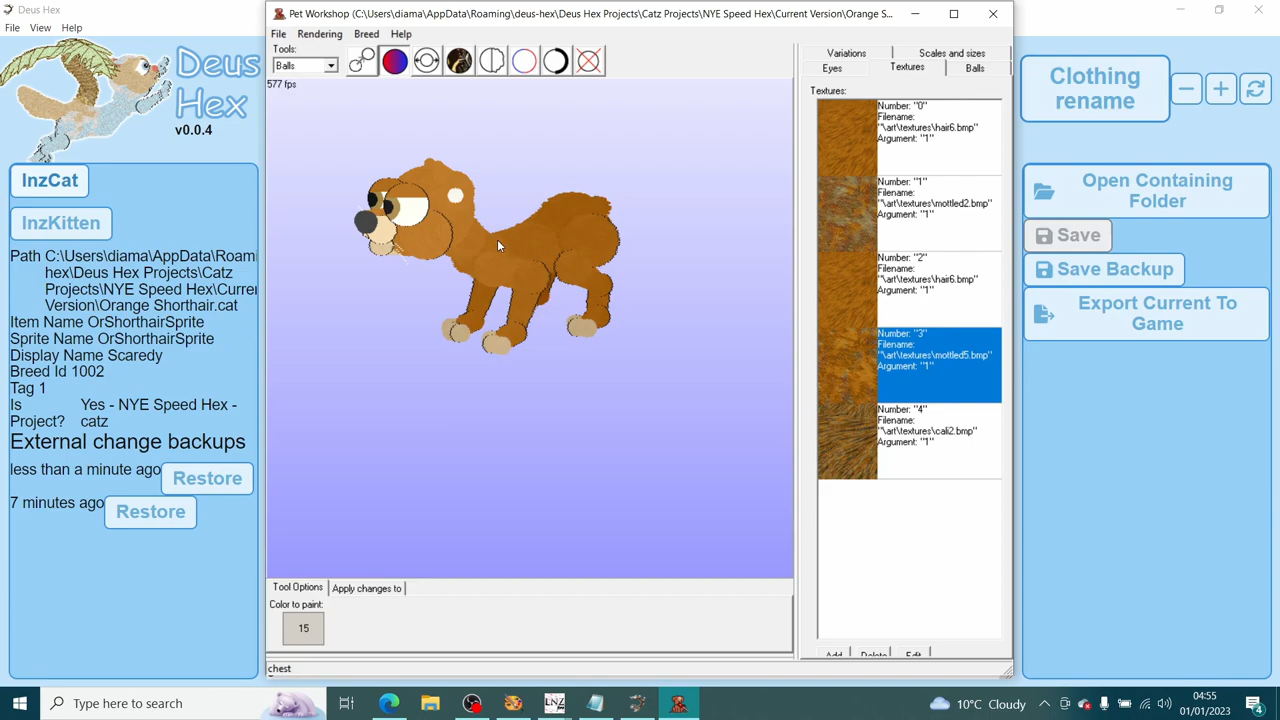 Deus Hex
File View Help
Deus
Hex
v0.0.4
lnzCat
lnzKitten
Path C:\Users\diama\AppData\Roami
hex\Deus Hex Projects\Catz
Projects\NYE Speed Hex\Curren
Version\Orange Shorthair.cat
Item Name OrShorthairSprite
Sprite Name OrShorthairSprite
Display Name Scaredy
Breed Id 1002
Tag 1
Is Project? Yes - NYE Speed Hex - catz
External change backups
less than a minute ago Restore
7 minutes ago Restore
Pet Workshop (C:\Users\diama\AppData\Roaming\deus-hex\Deus Hex Projects\Catz Projects\NYE Speed Hex\Current Version\Orange S...
File Rendering Breed Help
Tools:
Balls
577 fps
Tool Options Apply changes to
Color to paint:
15
chest
Variations Scales and sizes
Eyes Textures Balls
Textures:
Number: "0"
Filename:
"\art\textures\hair6.bmp"
Argument: "1"
Number: "1"
Filename:
"\art\textures\mottled2.bmp"
Argument: "1"
Number: "2"
Filename:
"\art\textures\hair6.bmp"
Argument: "1"
Number: "3"
Filename:
"\art\textures\mottled5.bmp"
Argument: "1"
Number: "4"
Filename:
"\art\textures\cali2.bmp"
Argument: "1"
Add Delete Edit
Clothing
rename
Open Containing
Folder
Save
Save Backup
Export Current To
Game
Type here to search
LNZ
10°C Cloudy
04:55
01/01/2023
4